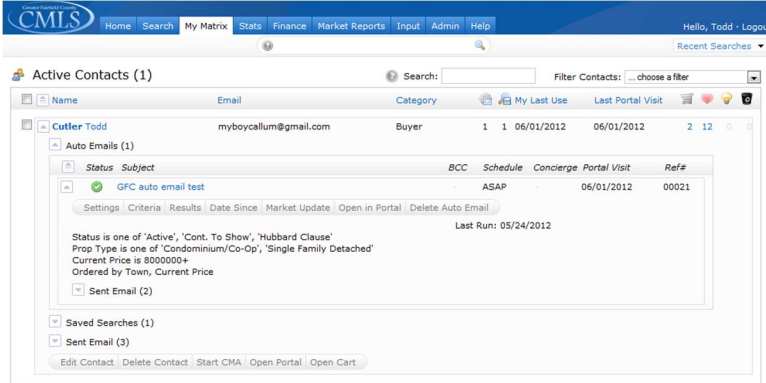 Greater Fairfield County
CMLS
Home Search My Matrix Stats Finance Market Reports Input Admin Help
Hello, Todd · Logou
Recent Searches
Active Contacts (1)
Search:
Filter Contacts: ... choose a filter
Name Email Category My Last Use Last Portal Visit
Cutler Todd myboycallum@gmail.com Buyer 1 1 06/01/2012 06/01/2012 2 12 0 0
Auto Emails (1)
Status Subject BCC Schedule Concierge Portal Visit Ref#
GFC auto email test - ASAP - 06/01/2012 00021
Settings Criteria Results Date Since Market Update Open in Portal Delete Auto Email
Last Run: 05/24/2012
Status is one of 'Active', 'Cont. To Show', 'Hubbard Clause'
Prop Type is one of 'Condominium/Co-Op', 'Single Family Detached'
Current Price is 8000000+
Ordered by Town, Current Price
Sent Email (2)
Saved Searches (1)
Sent Email (3)
Edit Contact Delete Contact Start CMA Open Portal Open Cart